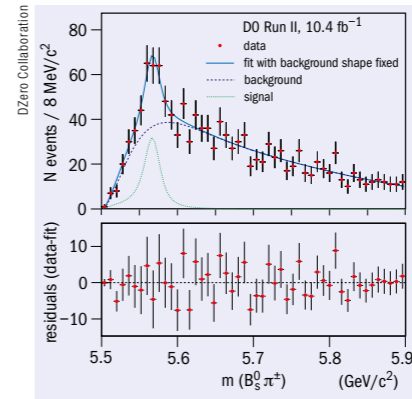 DZero Collaboration
N events / 8 MeV/c²
80
60
40
20
0
D0 Run II, 10.4 fb⁻¹
data
fit with background shape fixed
background
signal
residuals (data-fit)
10
0
−10
5.5
5.6
5.7
5.8
5.9
m (B⁰ₛ π±)
(GeV/c²)